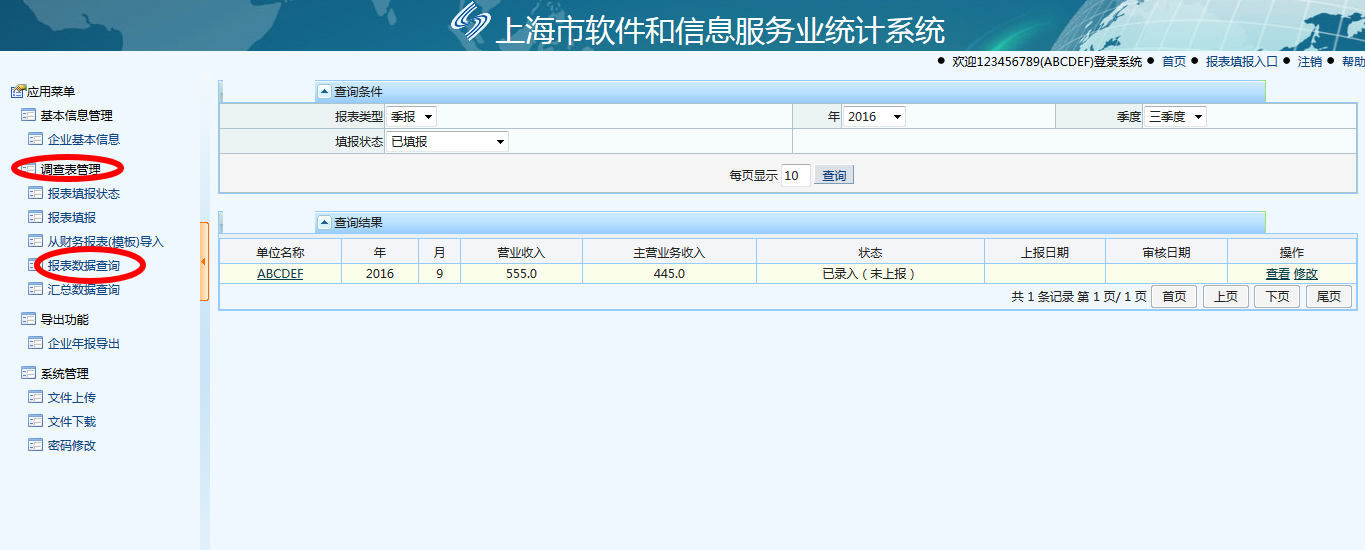 上海市软件和信息服务业统计系统
● 欢迎123456789(ABCDEF)登录系统 ● 首页 ● 报表填报入口 ● 注销 ● 帮助
应用菜单
基本信息管理
企业基本信息
调查表管理
报表填报状态
报表填报
从财务报表(模板)导入
报表数据查询
汇总数据查询
导出功能
企业年报导出
系统管理
文件上传
文件下载
密码修改
查询条件
报表类型 季报 年 2016 季度 三季度
填报状态 已填报
每页显示 10 查询
查询结果
单位名称 年 月 营业收入 主营业务收入 状态 上报日期 审核日期 操作
ABCDEF 2016 9 555.0 445.0 已录入（未上报） 查看 修改
共 1 条记录 第 1 页/ 1 页 首页 上页 下页 尾页